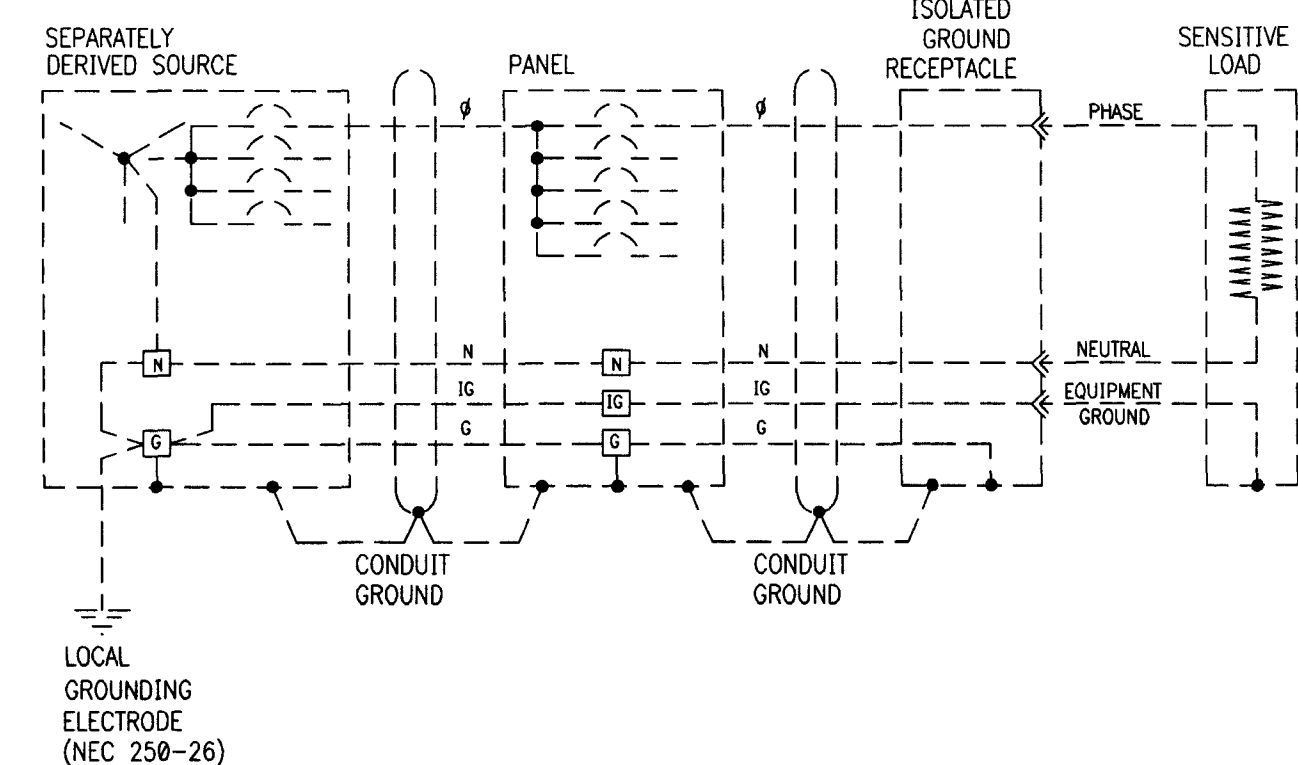 ISOLATED
GROUND
RECEPTACLE
SEPARATELY
DERIVED SOURCE
PANEL
SENSITIVE
LOAD
ø
ø
PHASE
N
N
N
N
NEUTRAL
IG
IG
IG
EQUIPMENT
GROUND
G
G
G
G
CONDUIT
GROUND
CONDUIT
GROUND
LOCAL
GROUNDING
ELECTRODE
(NEC 250-26)